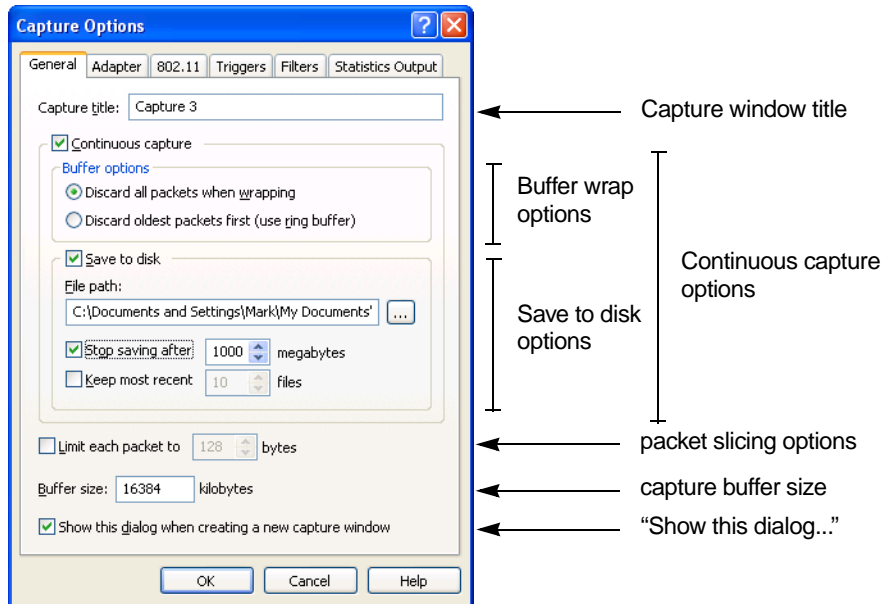 Capture Options
General Adapter 802.11 Triggers Filters Statistics Output
Capture title: Capture 3
Capture window title
Continuous capture
Buffer options
Discard all packets when wrapping
Discard oldest packets first (use ring buffer)
Buffer wrap
options
Save to disk
File path:
C:\Documents and Settings\Mark\My Documents' ...
Stop saving after 1000 megabytes
Keep most recent 10 files
Save to disk
options
Continuous capture
options
Limit each packet to 128 bytes
packet slicing options
Buffer size: 16384 kilobytes
capture buffer size
Show this dialog when creating a new capture window
“Show this dialog...”
OK Cancel Help